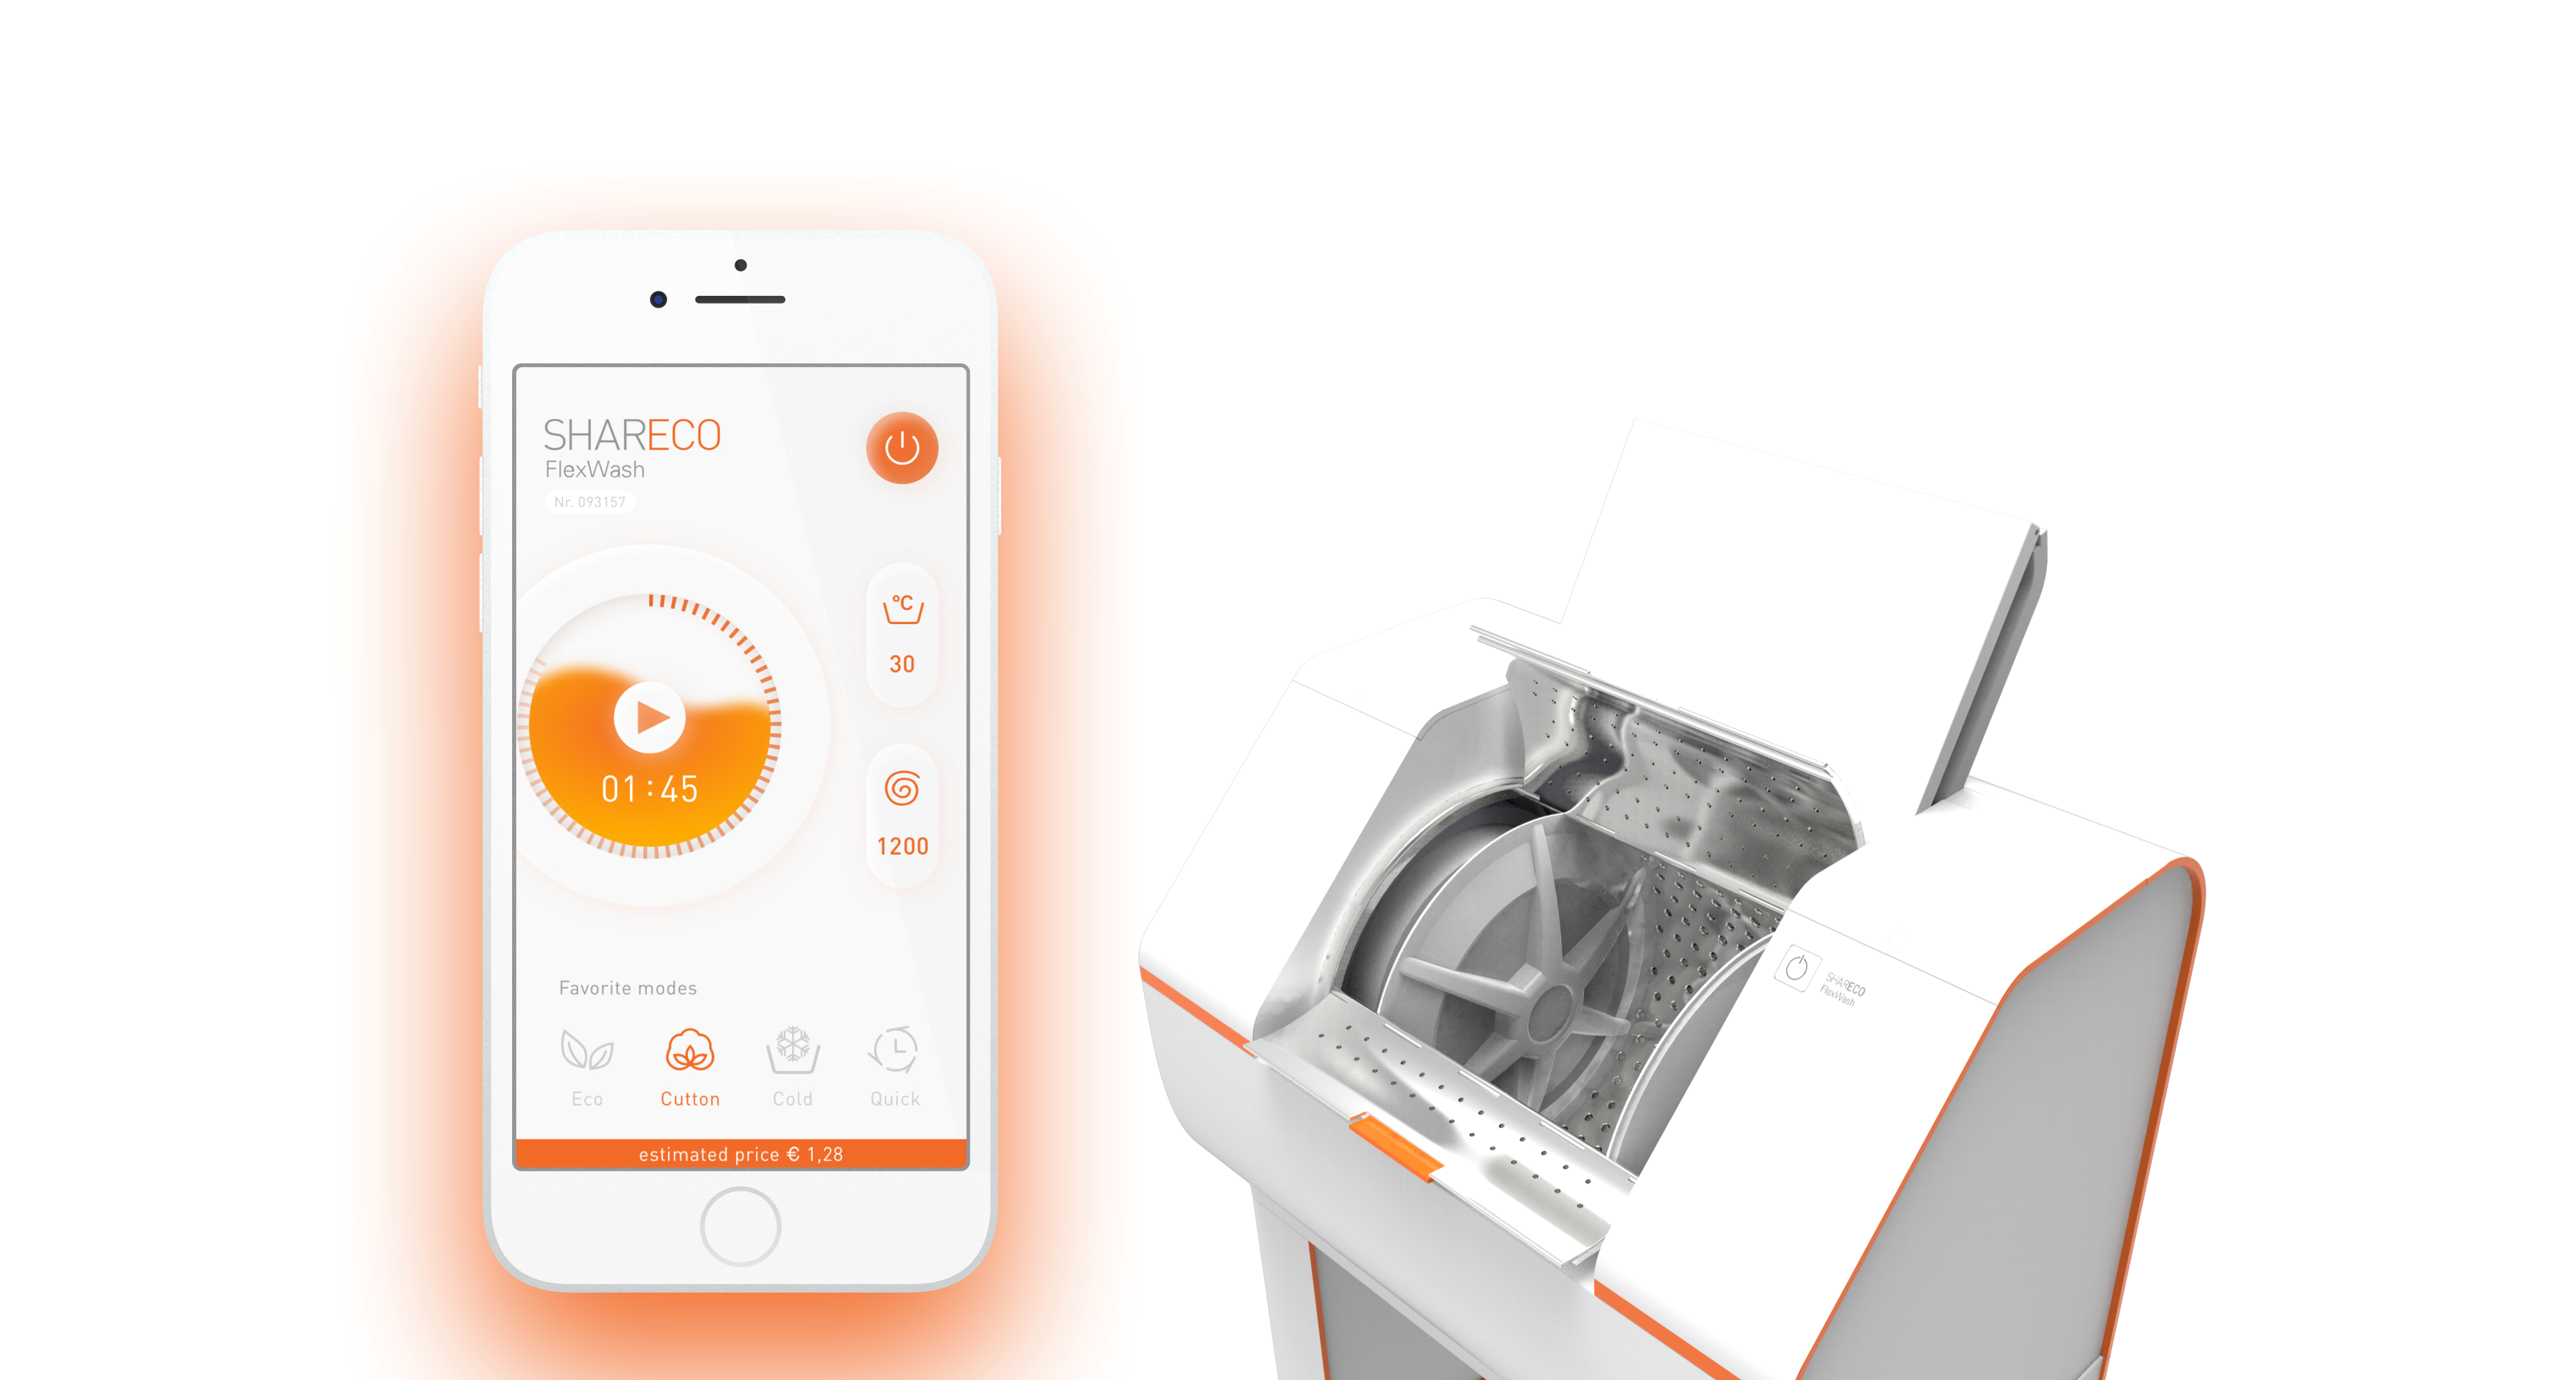 SHARECO
FlexWash
Nr. 093157
°C
30
01:45
1200
Favorite modes
Eco
Cutton
Cold
Quick
estimated price € 1,28
SHARECO
FlexWash